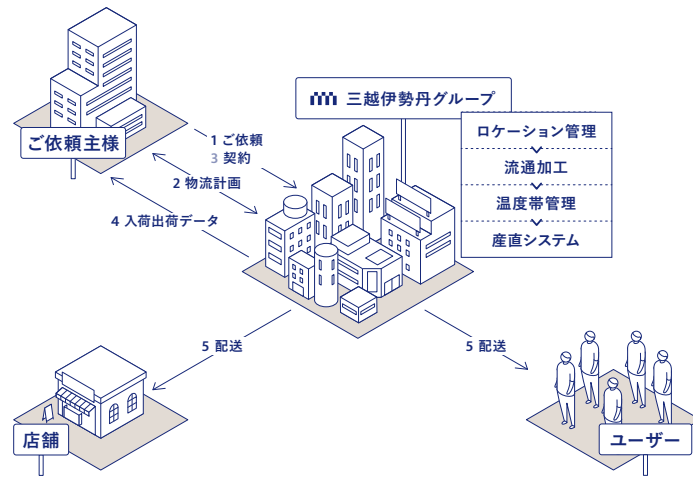 三越伊勢丹グループ
ご依頼主様
1 ご依頼
3 契約
2 物流計画
4 入荷出荷データ
ロケーション管理
流通加工
温度帯管理
産直システム
5 配送
5 配送
店舗
ユーザー